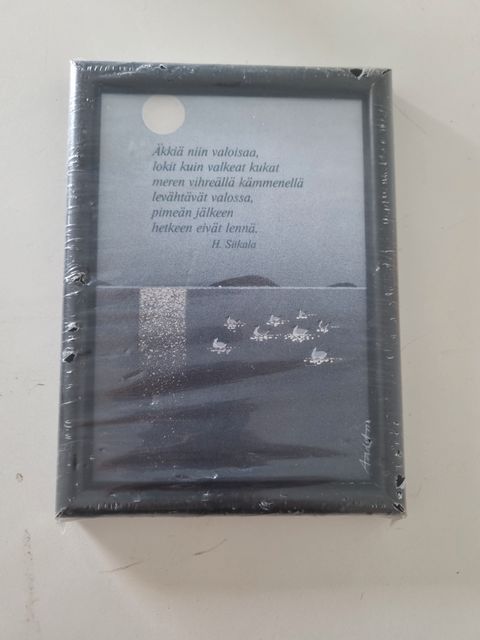 Äkkiä niin valoisaa,
lokit kuin valkeat kukat
meren vihreällä kämmenellä
levähtävät valossa,
pimeän jälkeen
hetkeen eivät lennä.
H. Siikala